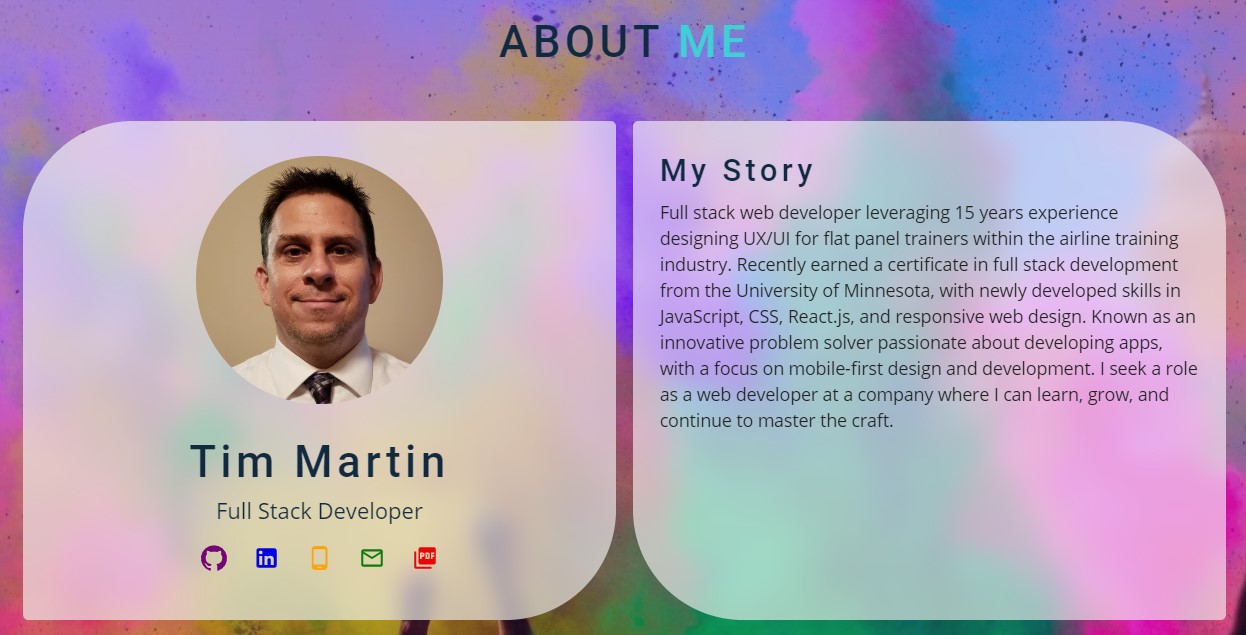 ABOUT ME
Tim Martin
Full Stack Developer
in
PDF
My Story
Full stack web developer leveraging 15 years experience
designing UX/UI for flat panel trainers within the airline training
industry. Recently earned a certificate in full stack development
from the University of Minnesota, with newly developed skills in
JavaScript, CSS, React.js, and responsive web design. Known as an
innovative problem solver passionate about developing apps,
with a focus on mobile-first design and development. I seek a role
as a web developer at a company where I can learn, grow, and
continue to master the craft.